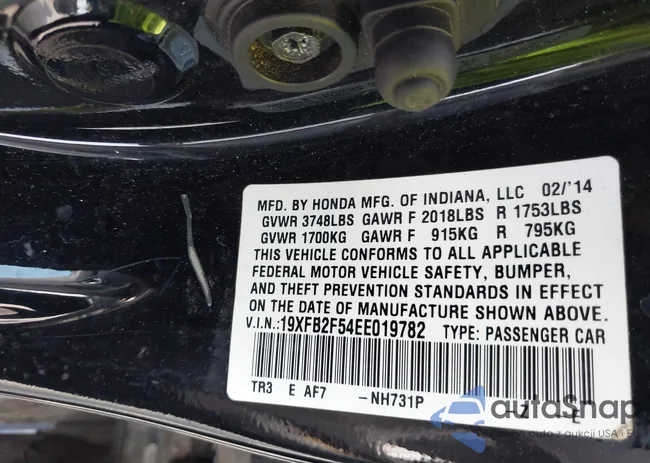 MFD. BY HONDA MFG. OF INDIANA, LLC 02/'14
GVWR 3748LBS GAWR F 2018LBS R 1753LBS
GVWR 1700KG GAWR F 915KG R 795KG
THIS VEHICLE CONFORMS TO ALL APPLICABLE
FEDERAL MOTOR VEHICLE SAFETY, BUMPER,
AND THEFT PREVENTION STANDARDS IN EFFECT
ON THE DATE OF MANUFACTURE SHOWN ABOVE.
V.I.N.:19XFB2F54EE019782 TYPE: PASSENGER CAR
TR3 E AF7 -NH731P
autoSnap
z aukcji USA i